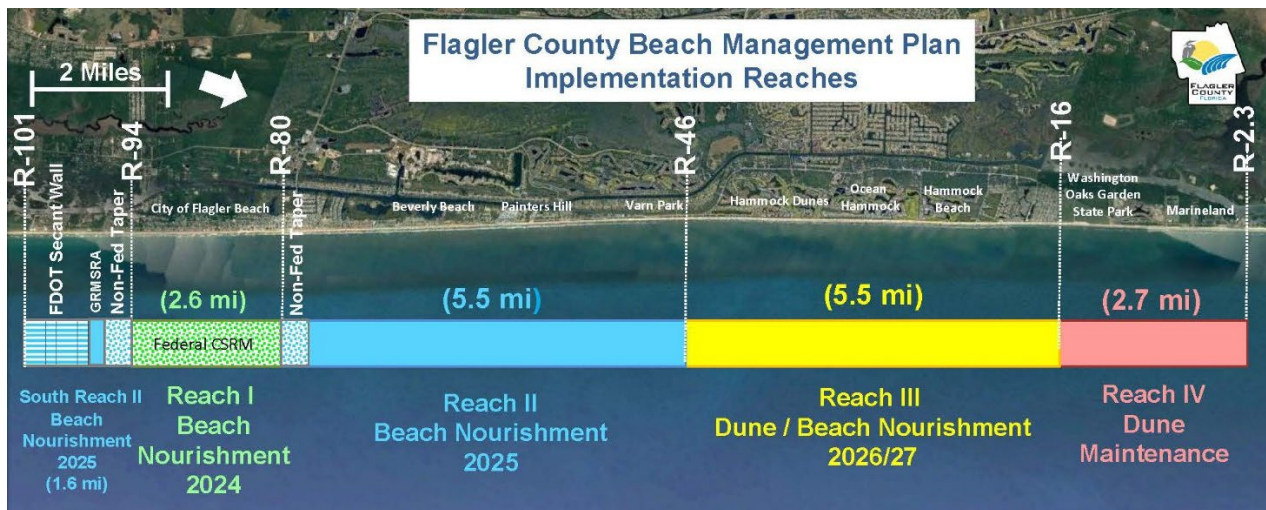 Flagler County Beach Management Plan
Implementation Reaches
2 Miles
FLAGLER
COUNTY
FLORIDA
R-101
R-94
R-80
R-46
R-16
R-2.3
FDOT Secant Wall
GRMSRA
Non-Fed Taper
City of Flagler Beach
Non-Fed Taper
Beverly Beach
Painters Hill
Varn Park
Hammock Dunes
Ocean
Hammock
Hammock
Beach
Washington
Oaks Garden
State Park
Marineland
(2.6 mi)
(5.5 mi)
(5.5 mi)
(2.7 mi)
Federal CSRM
South Reach II
Beach
Nourishment
2025
(1.6 mi)
Reach I
Beach
Nourishment
2024
Reach II
Beach Nourishment
2025
Reach III
Dune / Beach Nourishment
2026/27
Reach IV
Dune
Maintenance